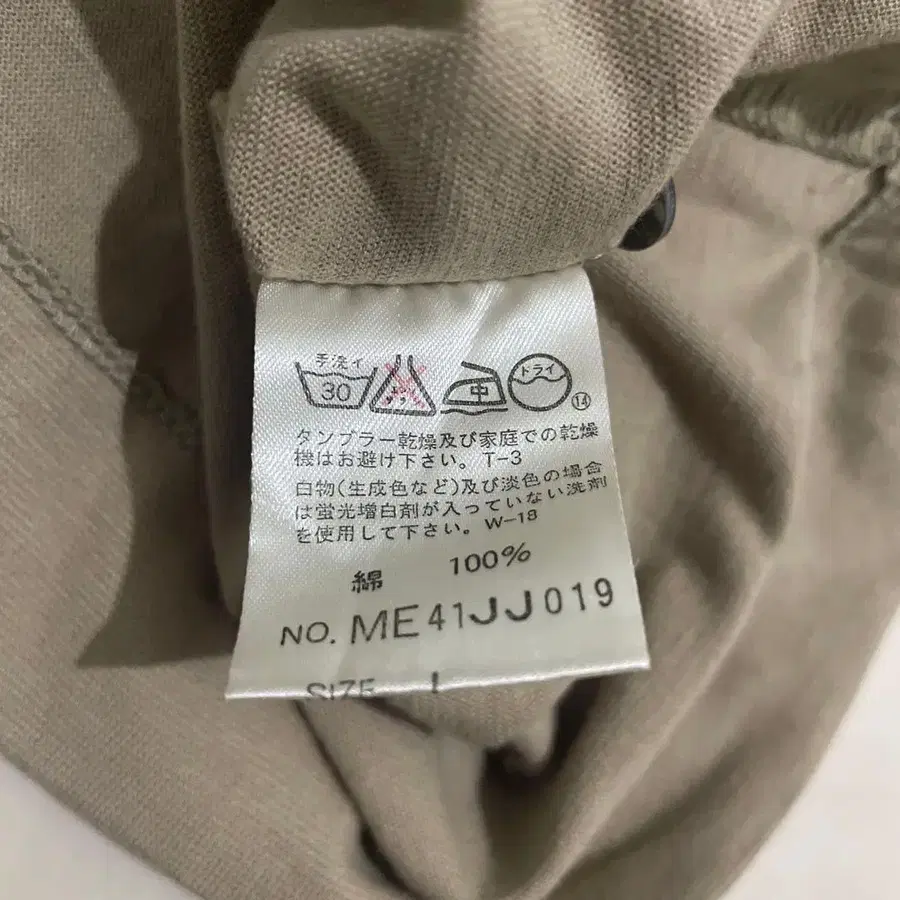 手洗イ
30
中
ドライ
14
タンブラー乾燥及び家庭での乾燥
機はお避け下さい。T-3
白物(生成色など)及び淡色の場合
は蛍光増白剤が入っていない洗剤
を使用して下さい。W-18
綿 100%
NO. ME41JJ019
SIZE